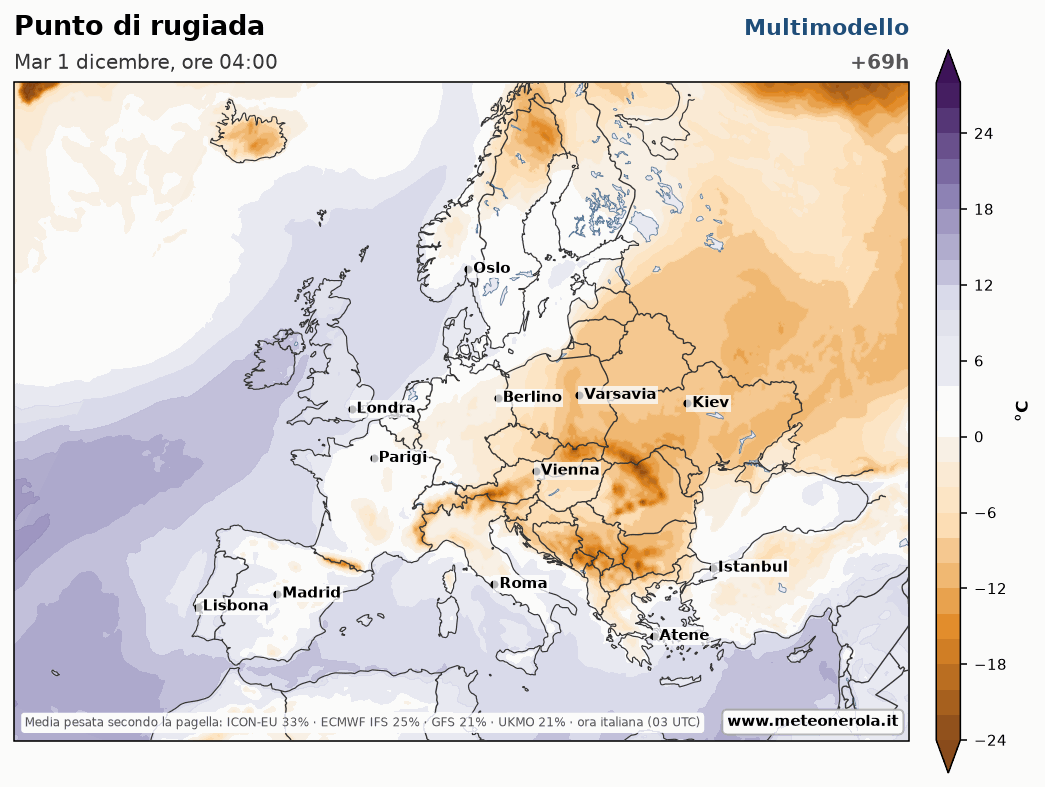 Punto di rugiada
Multimodello
Mar 1 dicembre, ore 04:00
+69h
24
18
12
6
0
−6
−12
−18
−24
°C
Oslo
Berlino
Varsavia
Kiev
Londra
Parigi
Vienna
Istanbul
Roma
Madrid
Lisbona
Atene
Media pesata secondo la pagella: ICON-EU 33% · ECMWF IFS 25% · GFS 21% · UKMO 21% · ora italiana (03 UTC)
www.meteonerola.it